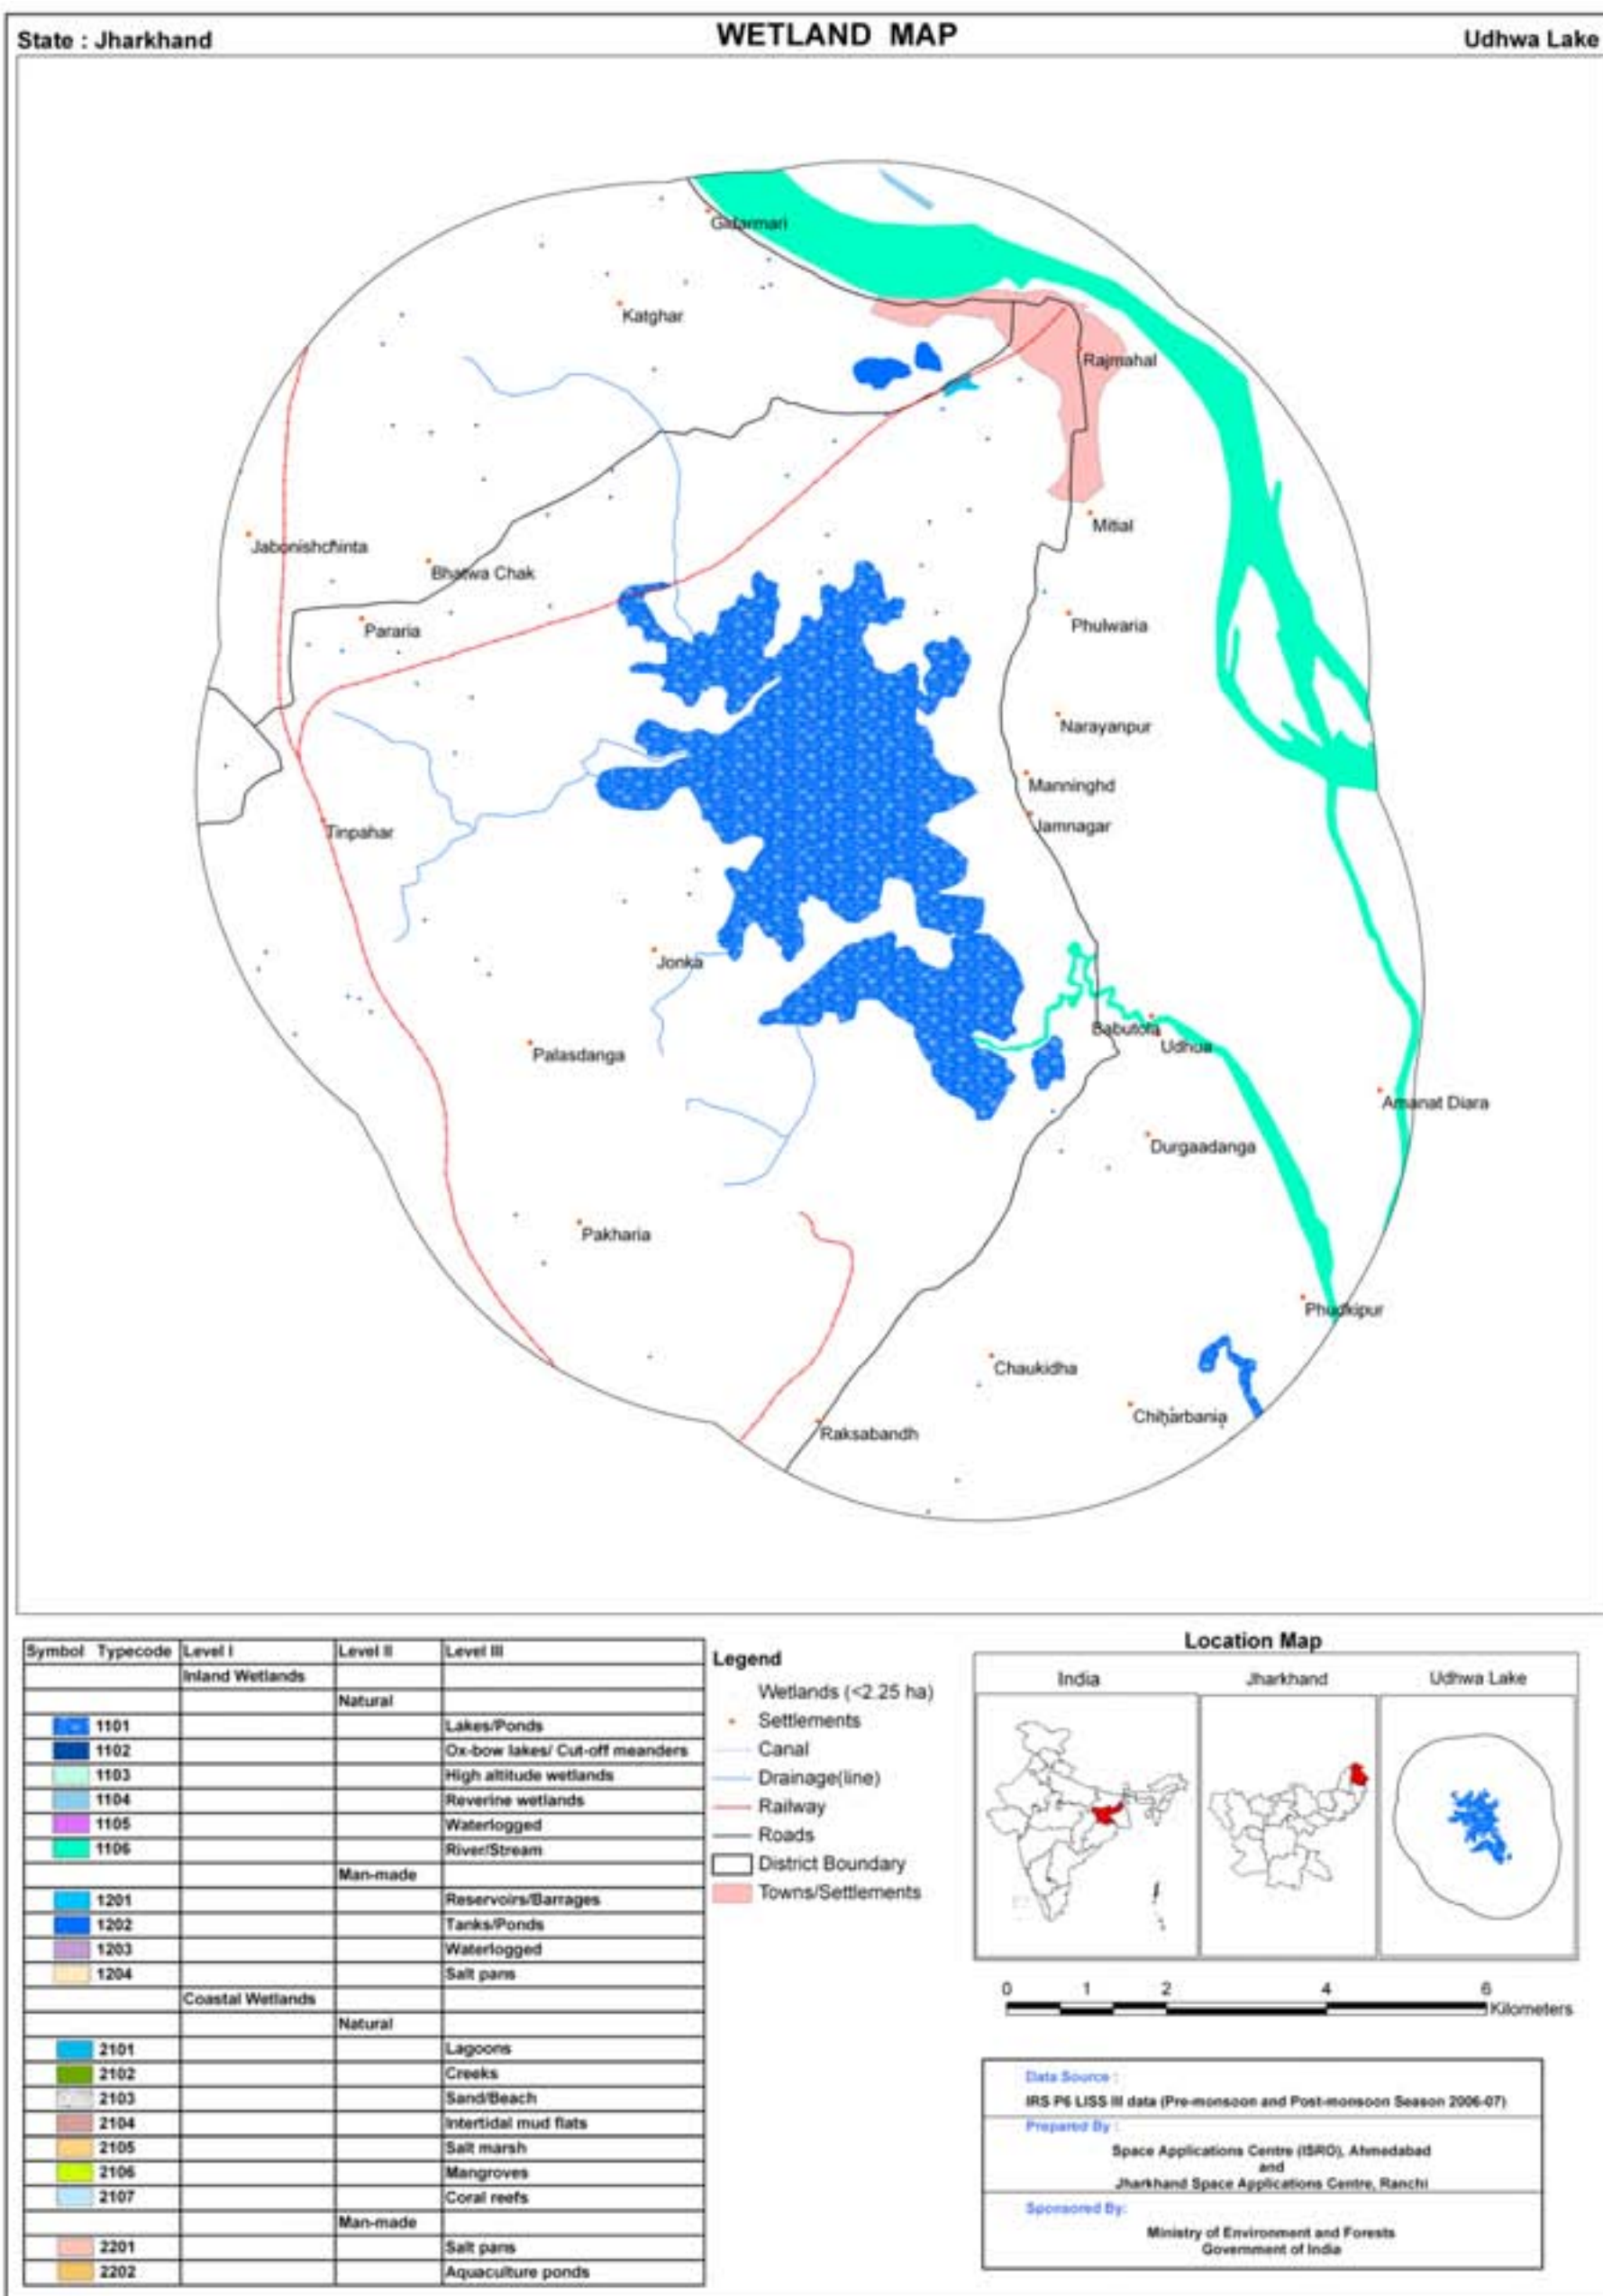 State : Jharkhand
WETLAND MAP
Udhwa Lake
Gidarmari
Katghar
Rajmahal
Mitial
Jabonishchinta
Bhatwa Chak
Pararia
Phulwaria
Narayanpur
Manninghd
Jamnagar
Tinpahar
Jonka
Babutola
Udhua
Palasdanga
Amanat Diara
Durgaadanga
Pakharia
Phudkipur
Chaukidha
Chiharbania
Raksabandh
Symbol Typecode Level I Level II Level III
Inland Wetlands
Natural
1101 Lakes/Ponds
1102 Ox-bow lakes/ Cut-off meanders
1103 High altitude wetlands
1104 Reverine wetlands
1105 Waterlogged
1106 River/Stream
Man-made
1201 Reservoirs/Barrages
1202 Tanks/Ponds
1203 Waterlogged
1204 Salt pans
Coastal Wetlands
Natural
2101 Lagoons
2102 Creeks
2103 Sand/Beach
2104 Intertidal mud flats
2105 Salt marsh
2106 Mangroves
2107 Coral reefs
Man-made
2201 Salt pans
2202 Aquaculture ponds
Legend
Wetlands (<2.25 ha)
Settlements
Canal
Drainage(line)
Railway
Roads
District Boundary
Towns/Settlements
Location Map
India
Jharkhand
Udhwa Lake
0 1 2 4 6
Kilometers
Data Source :
IRS P6 LISS III data (Pre-monsoon and Post-monsoon Season 2006-07)
Prepared By :
Space Applications Centre (ISRO), Ahmedabad
and
Jharkhand Space Applications Centre, Ranchi
Sponsored By:
Ministry of Environment and Forests
Government of India